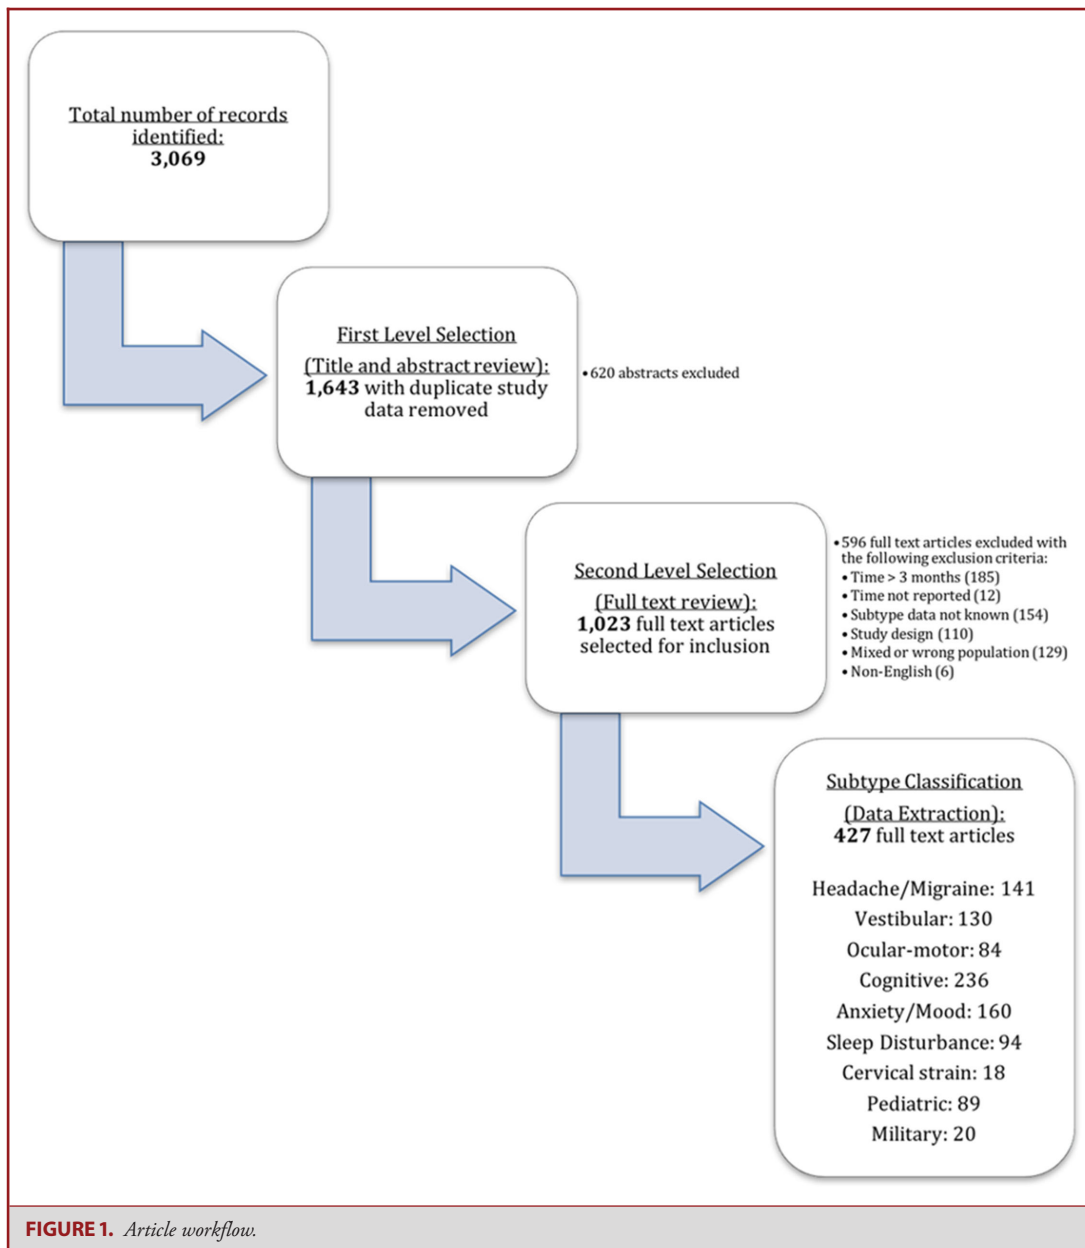 Total number of records
identified:
3,069
First Level Selection
(Title and abstract review):
1,643 with duplicate study
data removed
•620 abstracts excluded
Second Level Selection
(Full text review):
1,023 full text articles
selected for inclusion
•596 full text articles excluded with
the following exclusion criteria:
•Time > 3 months (185)
•Time not reported (12)
•Subtype data not known (154)
•Study design (110)
•Mixed or wrong population (129)
•Non-English (6)
Subtype Classification
(Data Extraction):
427 full text articles
Headache/Migraine: 141
Vestibular: 130
Ocular-motor: 84
Cognitive: 236
Anxiety/Mood: 160
Sleep Disturbance: 94
Cervical strain: 18
Pediatric: 89
Military: 20
FIGURE 1. Article workflow.